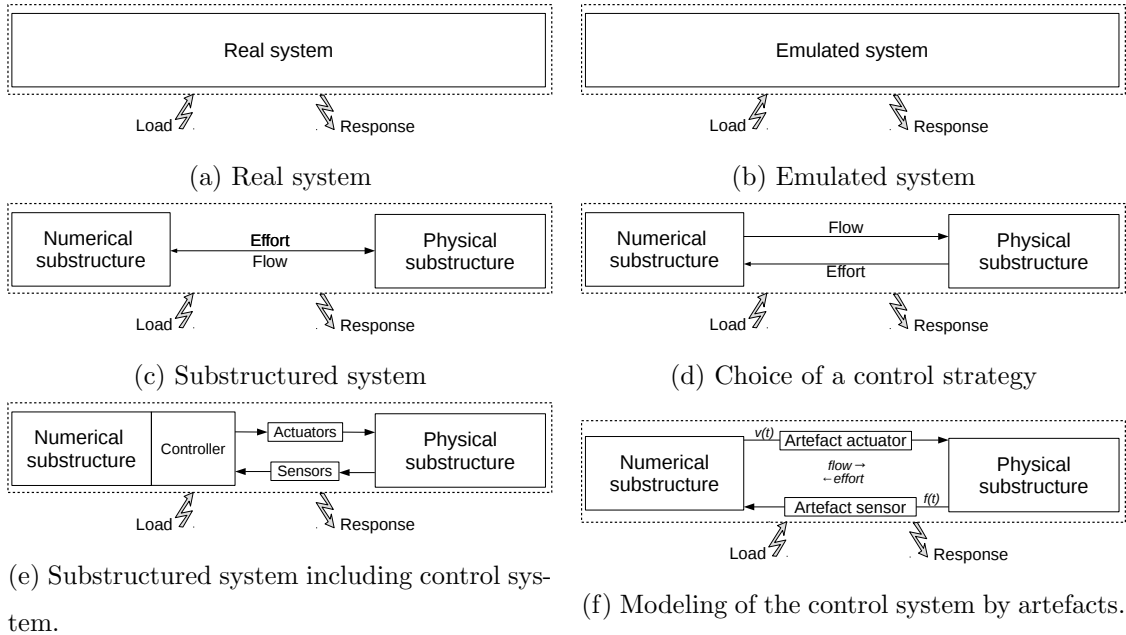 Real system
Load
Response
(a) Real system
Emulated system
Load
Response
(b) Emulated system
Numerical
substructure
Effort
Flow
Physical
substructure
Load
Response
(c) Substructured system
Numerical
substructure
Flow
Effort
Physical
substructure
Load
Response
(d) Choice of a control strategy
Numerical
substructure
Controller
Actuators
Sensors
Physical
substructure
Load
Response
(e) Substructured system including control sys-
tem.
Numerical
substructure
v(t)
Artefact actuator
flow→
←effort
Artefact sensor
f(t)
Physical
substructure
Load
Response
(f) Modeling of the control system by artefacts.